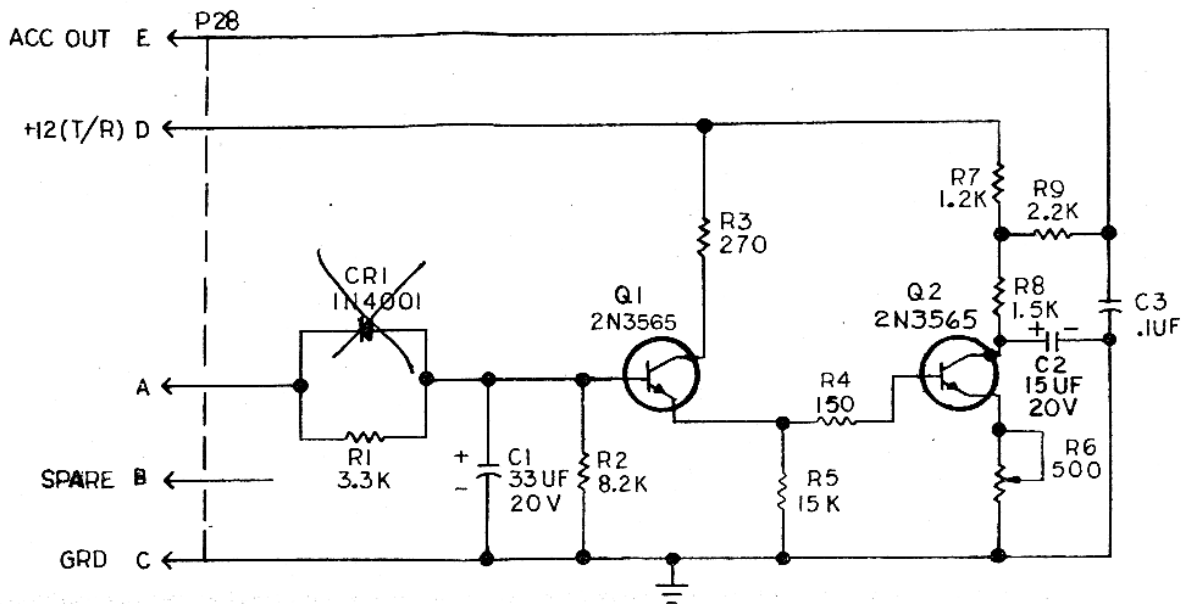 P28
ACC OUT E
+12(T/R) D
R7
1.2K
R9
2.2K
R3
270
CR1
1N4001
Q1
2N3565
Q2
2N3565
R8
1.5K
C3
.1UF
+ -
C2
15UF
20V
A
R4
150
R1
3.3K
+
-
C1
33UF
20V
R2
8.2K
R5
15K
R6
500
SPARE B
GRD C